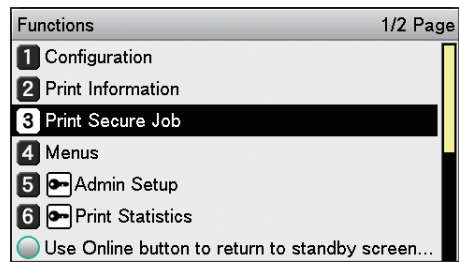 Functions 1/2 Page
1 Configuration
2 Print Information
3 Print Secure Job
4 Menus
5 Admin Setup
6 Print Statistics
Use Online button to return to standby screen...